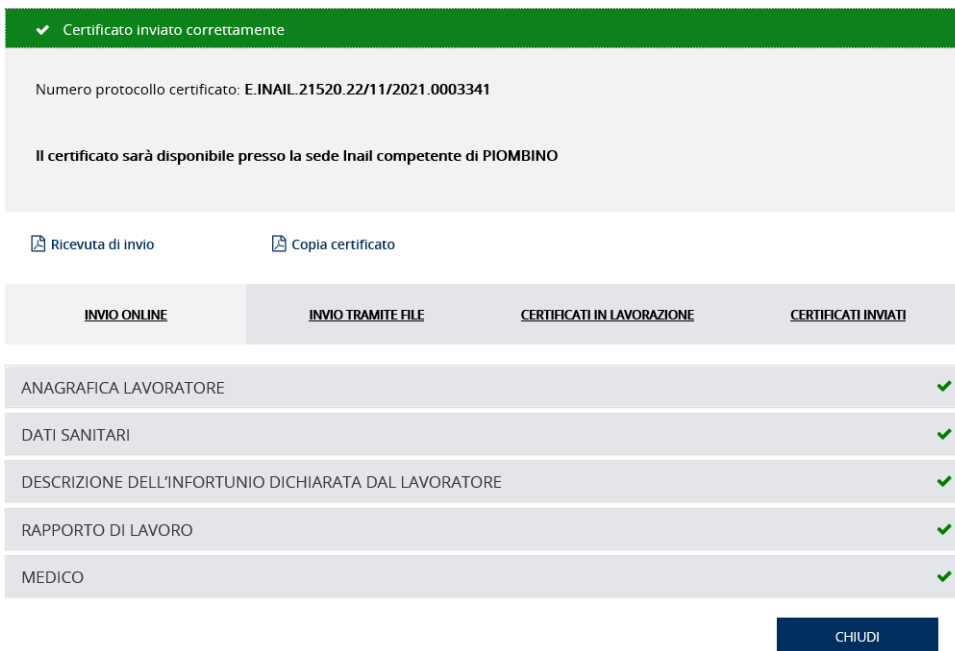 Certificato inviato correttamente
Numero protocollo certificato: E.INAIL.21520.22/11/2021.0003341
Il certificato sarà disponibile presso la sede Inail competente di PIOMBINO
Ricevuta di invio Copia certificato
INVIO ONLINE INVIO TRAMITE FILE CERTIFICATI IN LAVORAZIONE CERTIFICATI INVIATI
ANAGRAFICA LAVORATORE
DATI SANITARI
DESCRIZIONE DELL'INFORTUNIO DICHIARATA DAL LAVORATORE
RAPPORTO DI LAVORO
MEDICO
CHIUDI